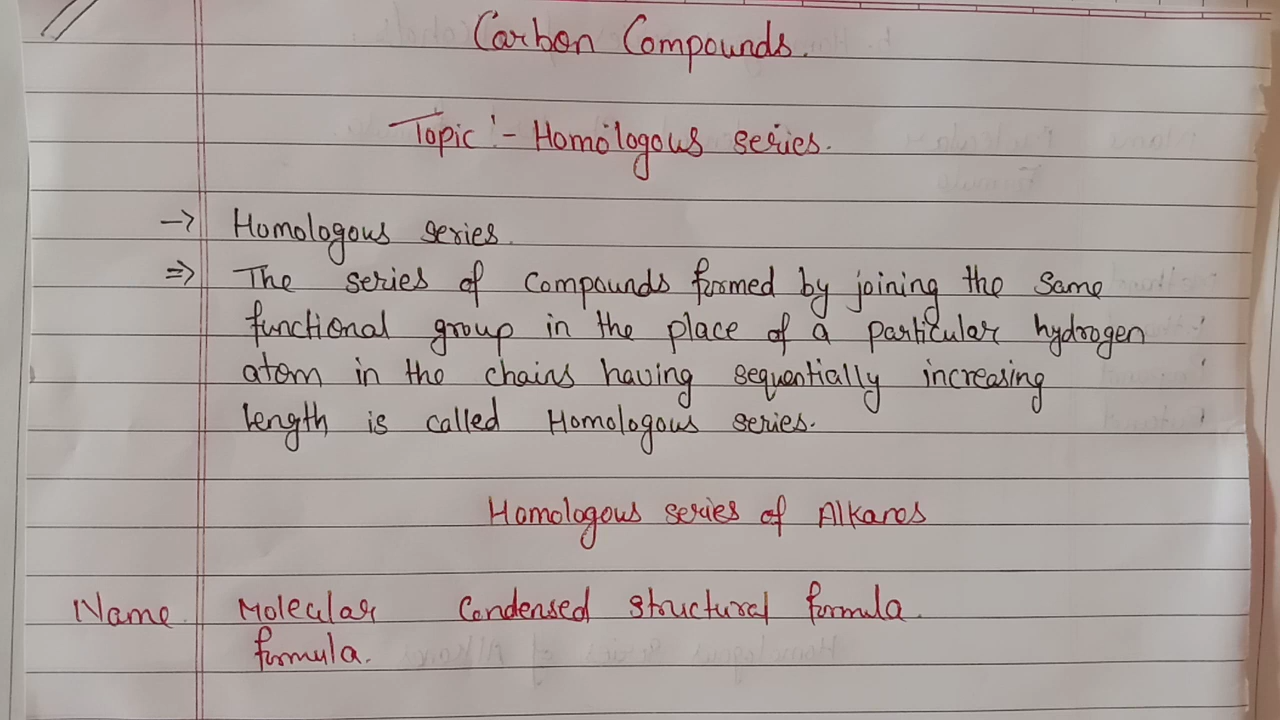 Carbon Compounds.
Topic :- Homologous series.
→ Homologous series.
⇒ The series of compounds formed by joining the same
functional group in the place of a particular hydrogen
atom in the chains having sequentially increasing
length is called Homologous series.
Homologous series of Alkanes
Name Molecular Condensed structural formula.
formula.